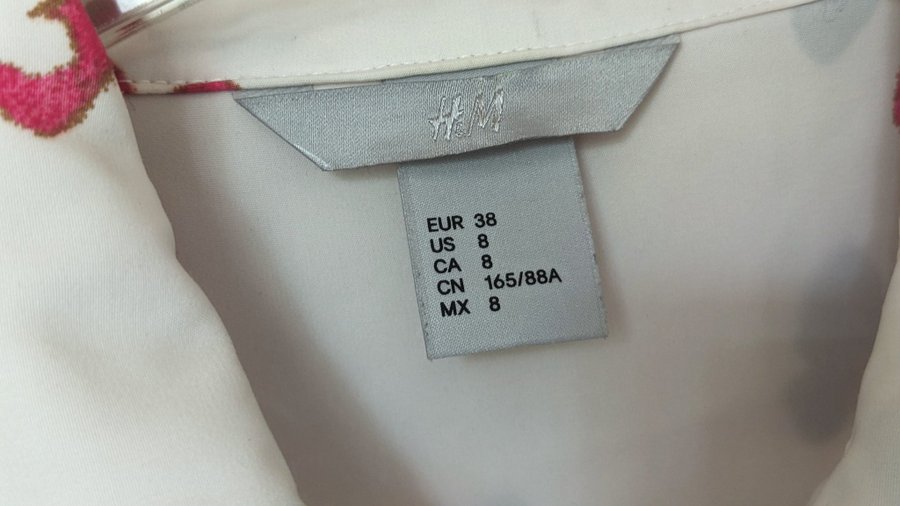 H&M
EUR 38
US 8
CA 8
CN 165/88A
MX 8